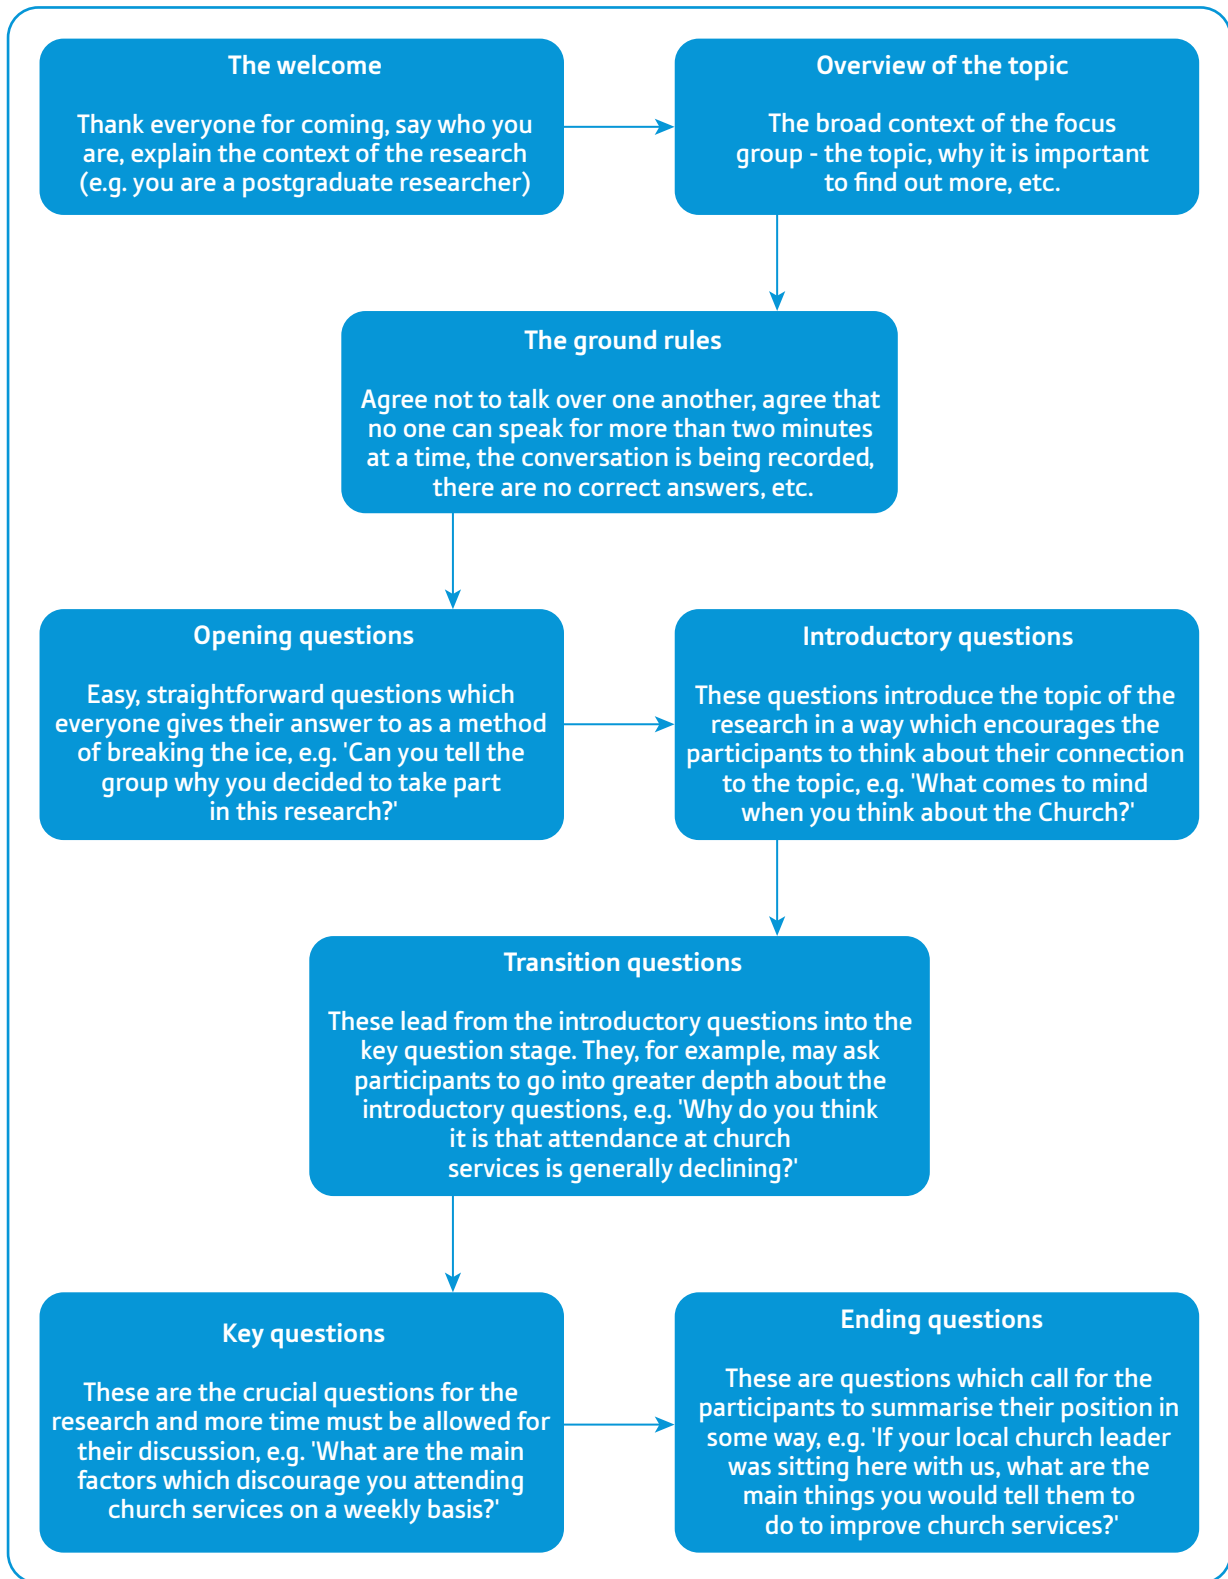 The welcome
Thank everyone for coming, say who you
are, explain the context of the research
(e.g. you are a postgraduate researcher)
Overview of the topic
The broad context of the focus
group - the topic, why it is important
to find out more, etc.
The ground rules
Agree not to talk over one another, agree that
no one can speak for more than two minutes
at a time, the conversation is being recorded,
there are no correct answers, etc.
Opening questions
Easy, straightforward questions which
everyone gives their answer to as a method
of breaking the ice, e.g. 'Can you tell the
group why you decided to take part
in this research?'
Introductory questions
These questions introduce the topic of the
research in a way which encourages the
participants to think about their connection
to the topic, e.g. 'What comes to mind
when you think about the Church?'
Transition questions
These lead from the introductory questions into the
key question stage. They, for example, may ask
participants to go into greater depth about the
introductory questions, e.g. 'Why do you think
it is that attendance at church
services is generally declining?'
Key questions
These are the crucial questions for the
research and more time must be allowed for
their discussion, e.g. 'What are the main
factors which discourage you attending
church services on a weekly basis?'
Ending questions
These are questions which call for the
participants to summarise their position in
some way, e.g. 'If your local church leader
was sitting here with us, what are the
main things you would tell them to
do to improve church services?'